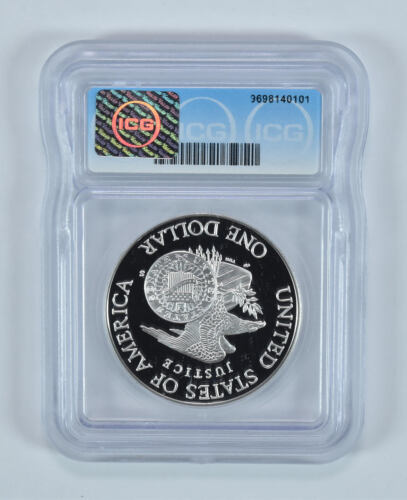 9698140101
ICG
ICG
ICG
UNITED STATES OF AMERICA
JUSTICE
ONE DOLLAR
S